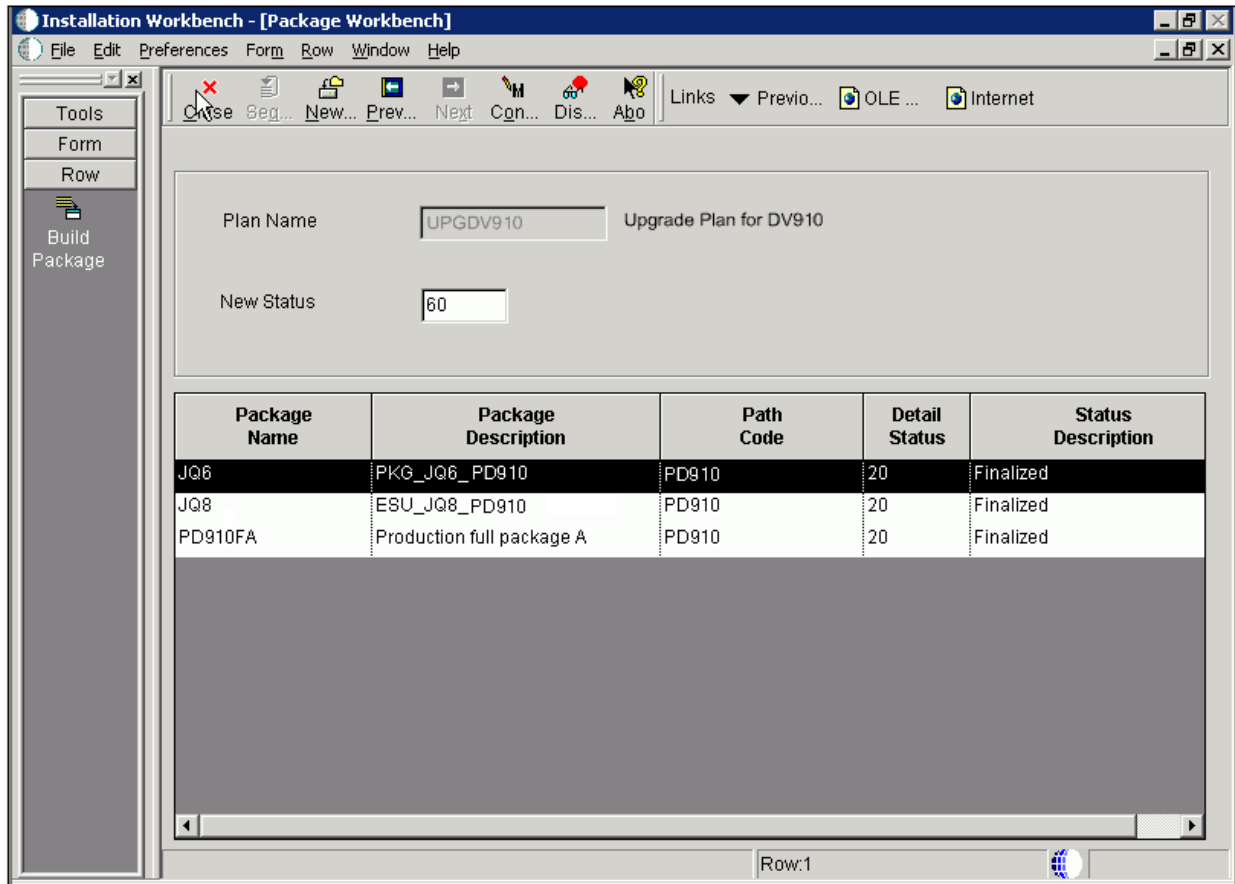 Installation Workbench - [Package Workbench]
File Edit Preferences Form Row Window Help
Close Seq... New... Prev... Next Con... Dis... Abo Links Previo... OLE ... Internet
Tools
Form
Row
Build
Package
Plan Name UPGDV910 Upgrade Plan for DV910
New Status 60
Package Name Package Description Path Code Detail Status Status Description
JQ6 PKG_JQ6_PD910 PD910 20 Finalized
JQ8 ESU_JQ8_PD910 PD910 20 Finalized
PD910FA Production full package A PD910 20 Finalized
Row:1